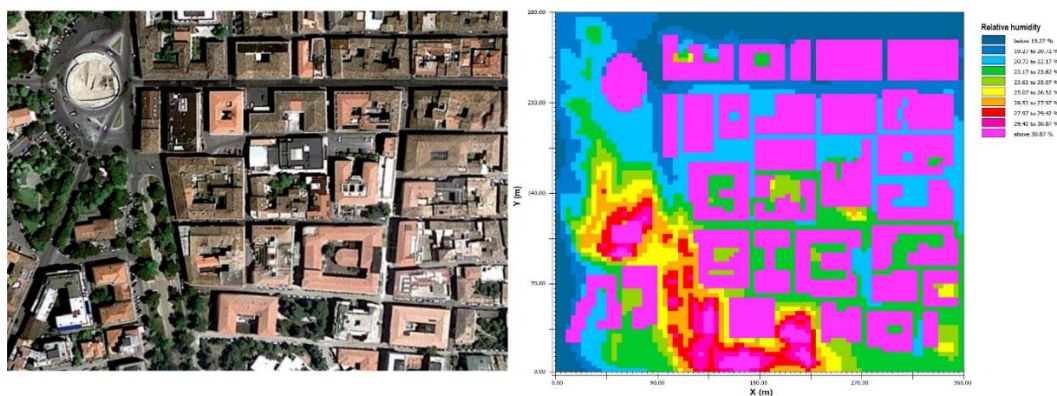 Relative humidity
before 19.27 %
19.27 to 20.72 %
20.72 to 22.17 %
22.17 to 23.62 %
23.62 to 25.07 %
25.07 to 26.52 %
26.52 to 27.97 %
27.97 to 29.42 %
29.42 to 30.87 %
above 30.87 %
280.00
210.00
140.00
70.00
0.00
Y (m)
0.00
90.00
180.00
270.00
360.00
X (m)